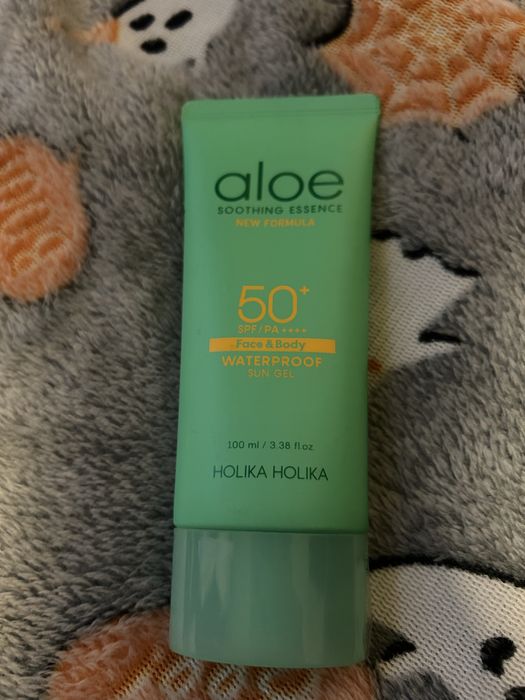 aloe
SOOTHING ESSENCE
NEW FORMULA
50+
SPF/PA++++
Face & Body
WATERPROOF
SUN GEL
100 ml / 3.38 fl.oz.
HOLIKA HOLIKA